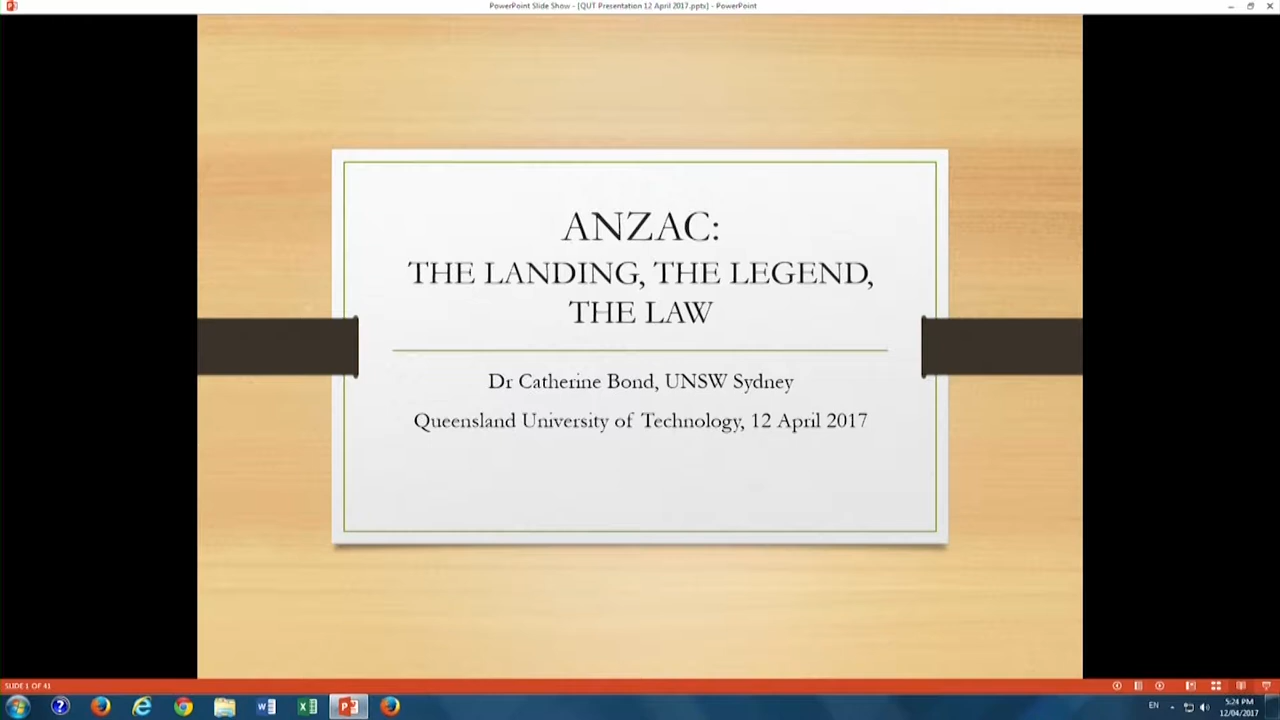 PowerPoint Slide Show - [QUT Presentation 12 April 2017.pptx] - PowerPoint
ANZAC:
THE LANDING, THE LEGEND,
THE LAW
Dr Catherine Bond, UNSW Sydney
Queensland University of Technology, 12 April 2017
SLIDE 1 OF 41
EN
5:24 PM
12/04/2017